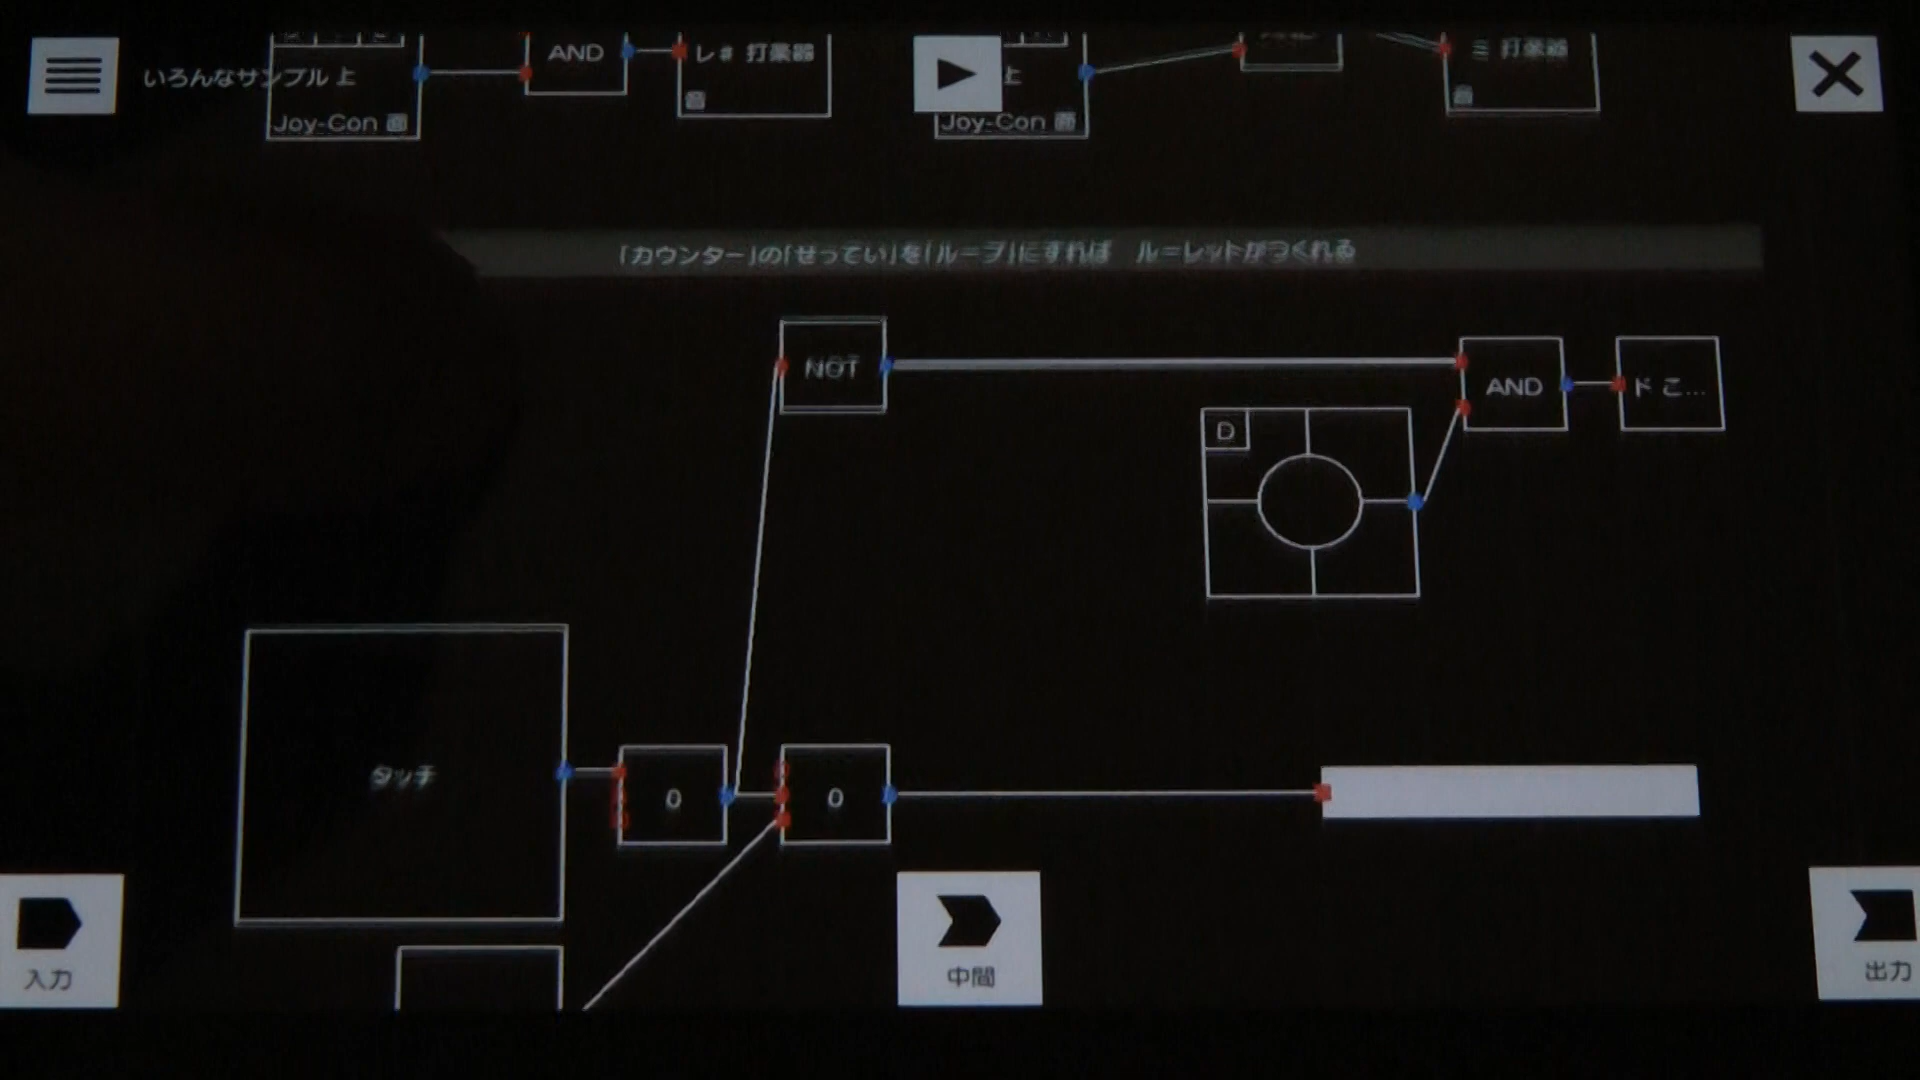 AND
レ# 打楽器
ミ 打楽器
いろんなサンプル 上
上
Joy-Con
Joy-Con
「カウンター」の「せってい」を「ループ」にすれば ルーレットがつくれる
NOT
AND
ド こ...
D
タッチ
0
0
入力
中間
出力